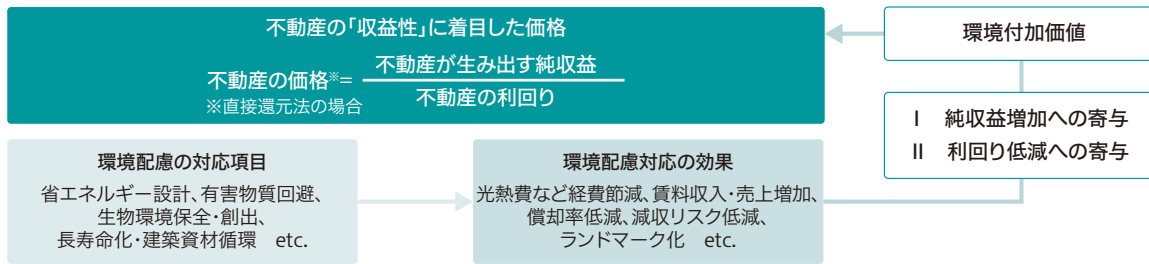 不動産の「収益性」に着目した価格
不動産の価格※= 不動産が生み出す純収益
不動産の利回り
※直接還元法の場合
環境付加価値
Ⅰ 純収益増加への寄与
Ⅱ 利回り低減への寄与
環境配慮の対応項目
省エネルギー設計、有害物質回避、
生物環境保全・創出、
長寿命化・建築資材循環 etc.
環境配慮対応の効果
光熱費など経費節減、賃料収入・売上増加、
償却率低減、減収リスク低減、
ランドマーク化 etc.